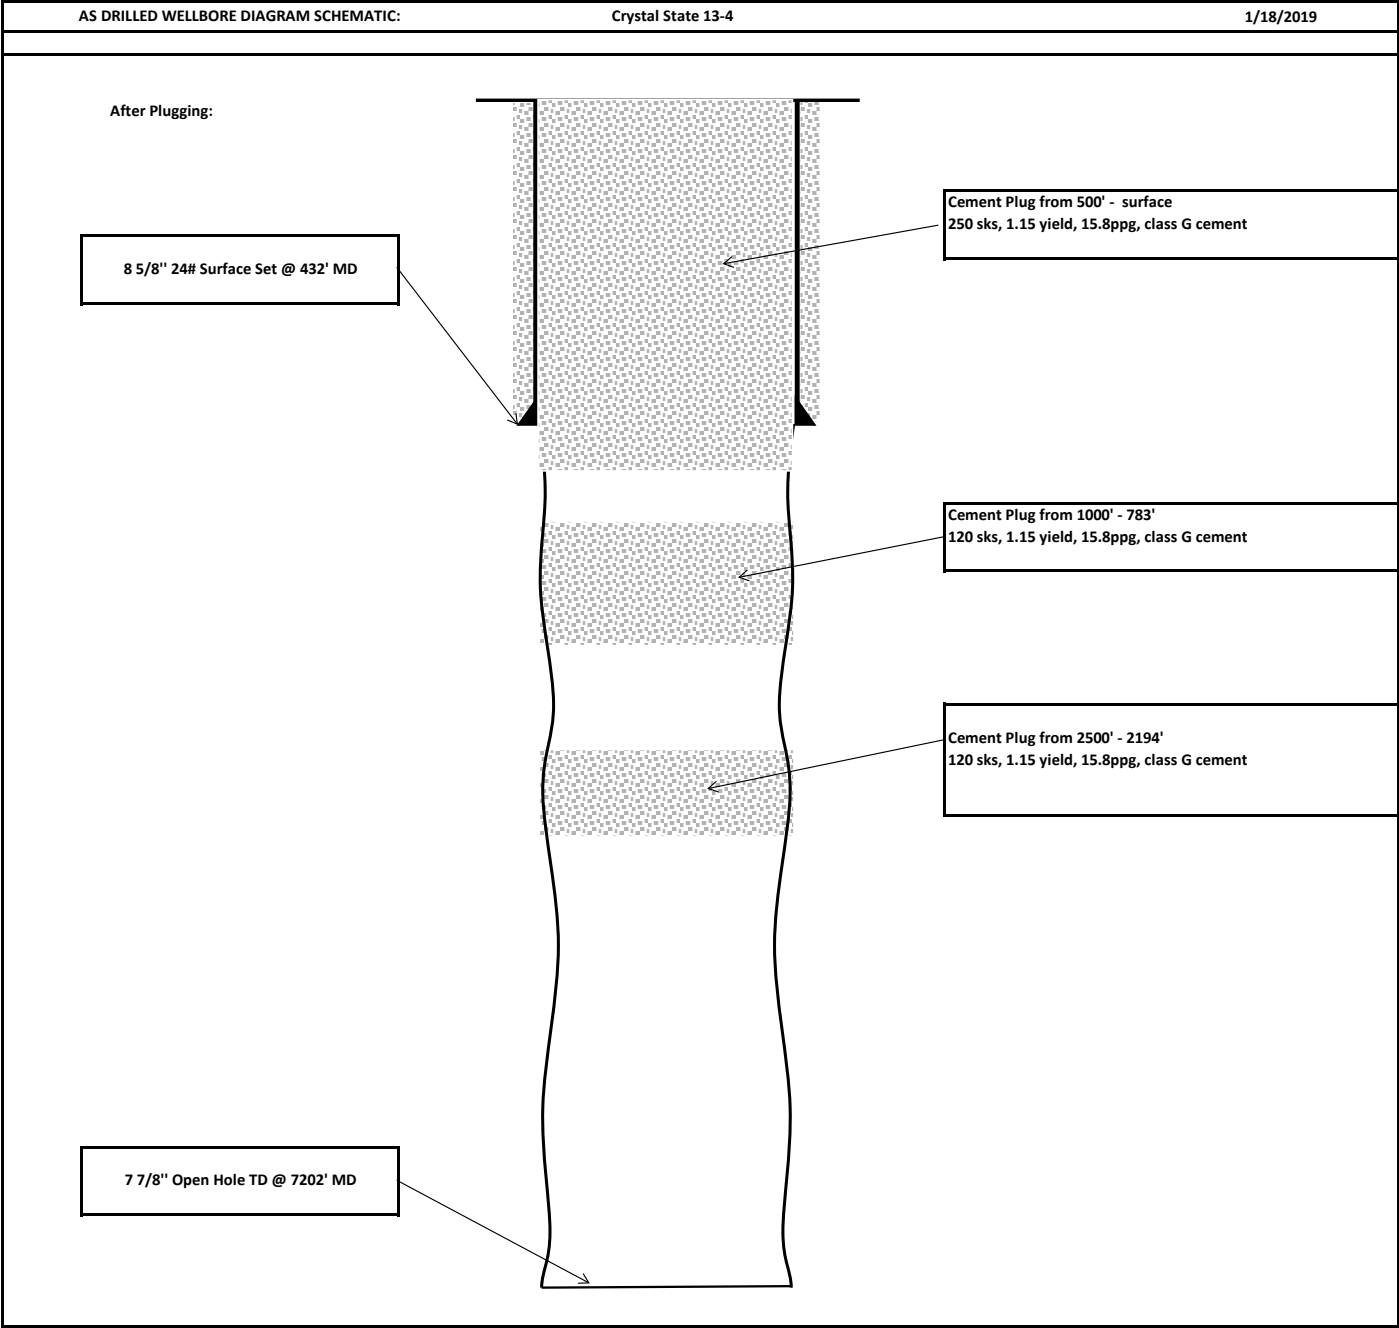 AS DRILLED WELLBORE DIAGRAM SCHEMATIC: Crystal State 13-4 1/18/2019
After Plugging:
Cement Plug from 500' - surface
250 sks, 1.15 yield, 15.8ppg, class G cement
8 5/8'' 24# Surface Set @ 432' MD
Cement Plug from 1000' - 783'
120 sks, 1.15 yield, 15.8ppg, class G cement
Cement Plug from 2500' - 2194'
120 sks, 1.15 yield, 15.8ppg, class G cement
7 7/8'' Open Hole TD @ 7202' MD